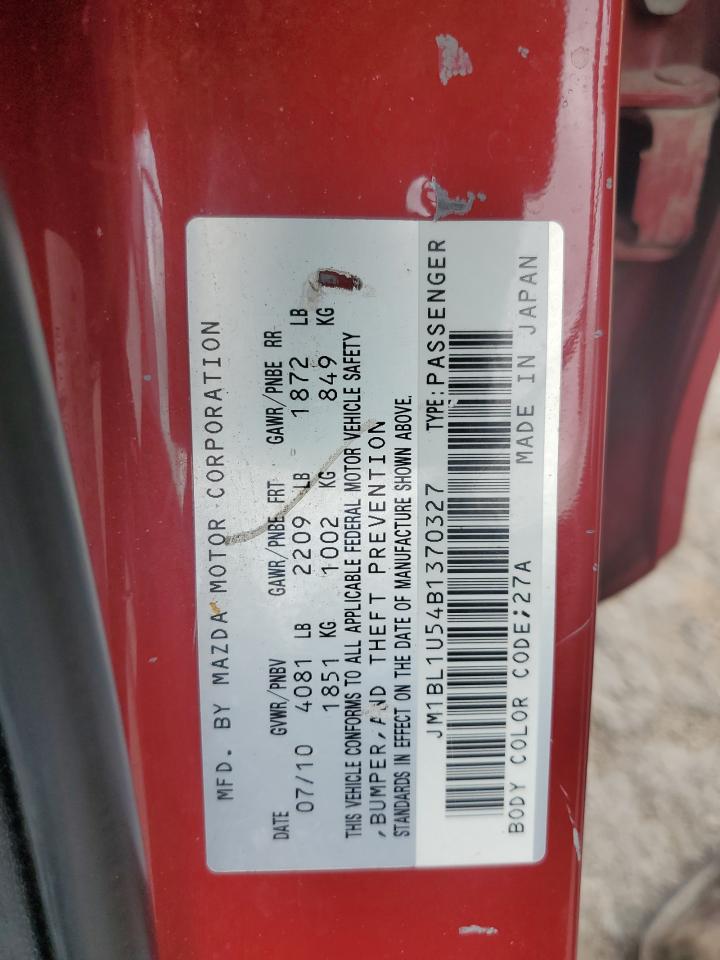 MFD. BY MAZDA MOTOR CORPORATION
DATE GVWR/PNBV GAWR/PNBE FRT GAWR/PNBE RR
07/10 4081 LB 2209 LB 1872 LB
1851 KG 1002 KG 849 KG
THIS VEHICLE CONFORMS TO ALL APPLICABLE FEDERAL MOTOR VEHICLE SAFETY
,BUMPER,AND THEFT PREVENTION
STANDARDS IN EFFECT ON THE DATE OF MANUFACTURE SHOWN ABOVE.
JM1BL1U54B1370327 TYPE:PASSENGER
BODY COLOR CODE;27A MADE IN JAPAN